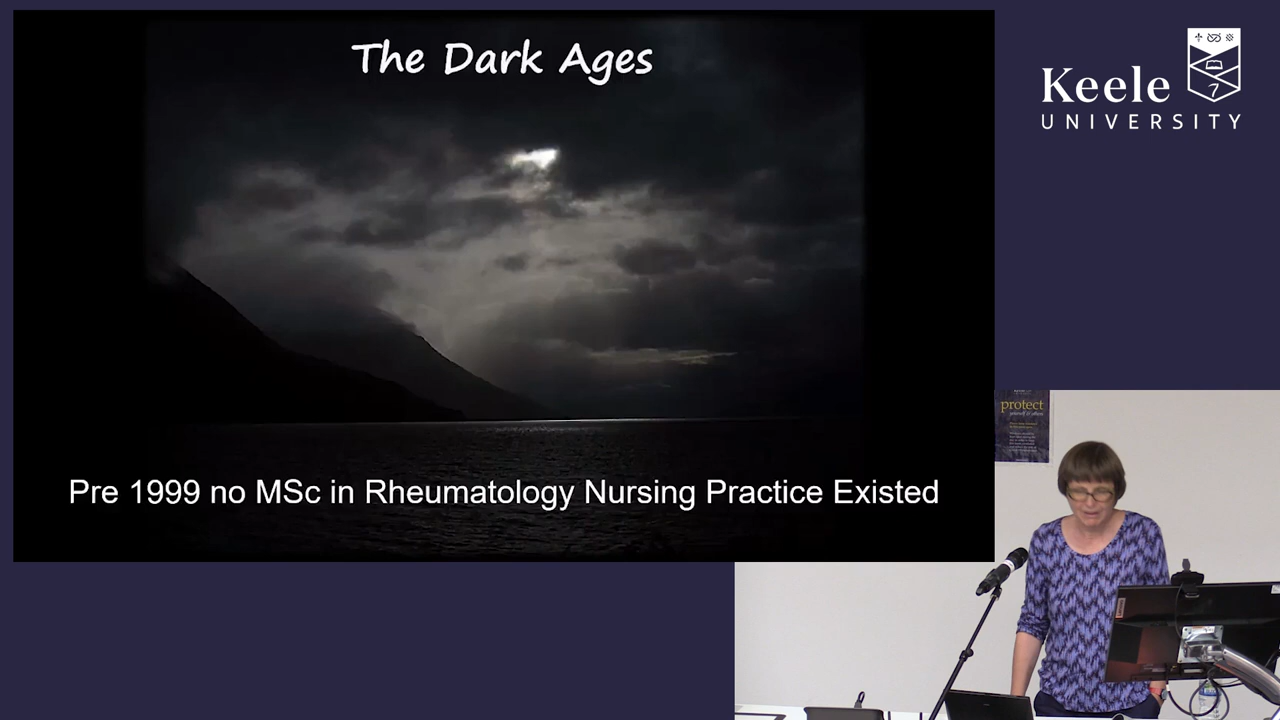 The Dark Ages
Pre 1999 no MSc in Rheumatology Nursing Practice Existed
Keele
UNIVERSITY
protect